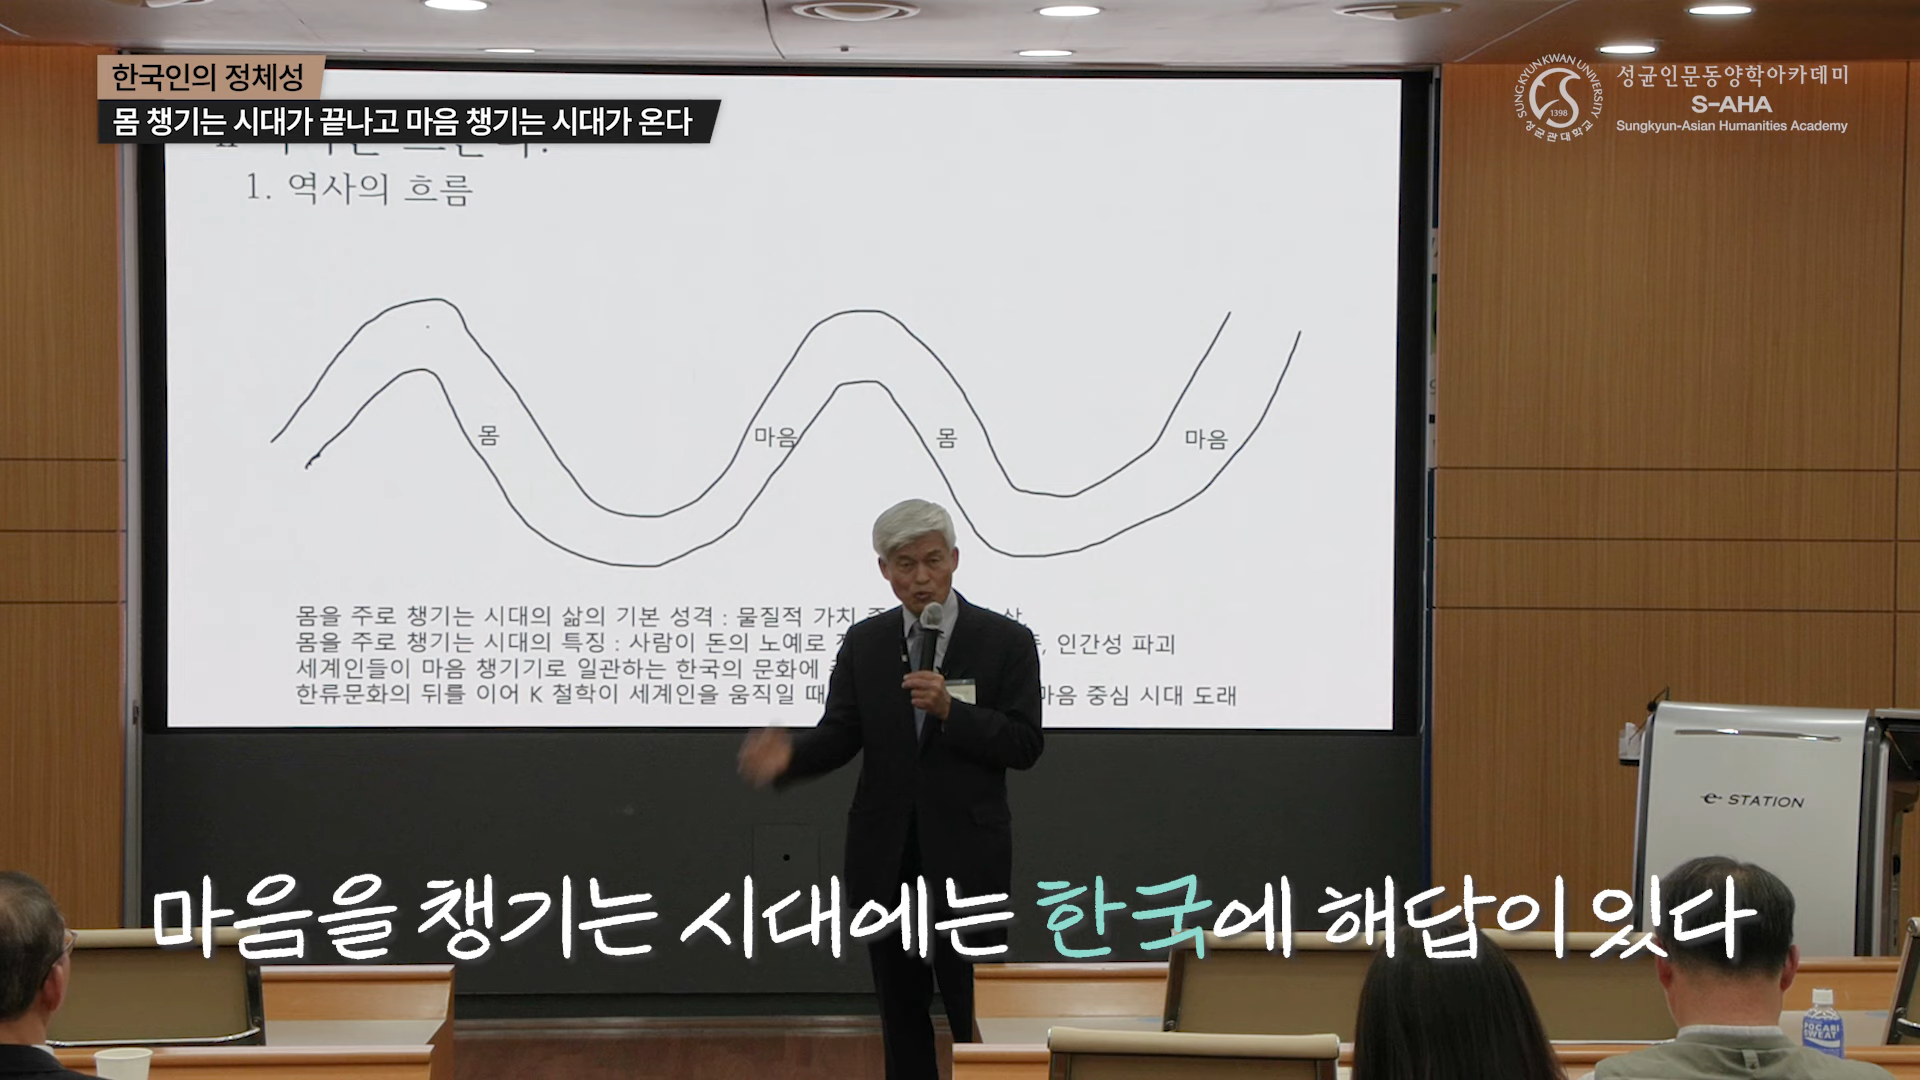 한국인의 정체성
몸 챙기는 시대가 끝나고 마음 챙기는 시대가 온다
SUNGKYUNKWAN UNIVERSITY
1398
성균관대학교
성균인문동양학아카데미
S-AHA
Sungkyun-Asian Humanities Academy
1. 역사의 흐름
몸
마음
몸
마음
몸을 주로 챙기는 시대의 삶의 기본 성격 : 물질적 가치
몸을 주로 챙기는 시대의 특징 : 사람이 돈의 노예로 인간성 파괴
세계인들이 마음 챙기기로 일관하는 한국의 문화에
한류문화의 뒤를 이어 K 철학이 세계인을 움직일 때 마음 중심 시대 도래
e-STATION
마음을 챙기는 시대에는 한국에 해답이 있다
POCARI
SWEAT